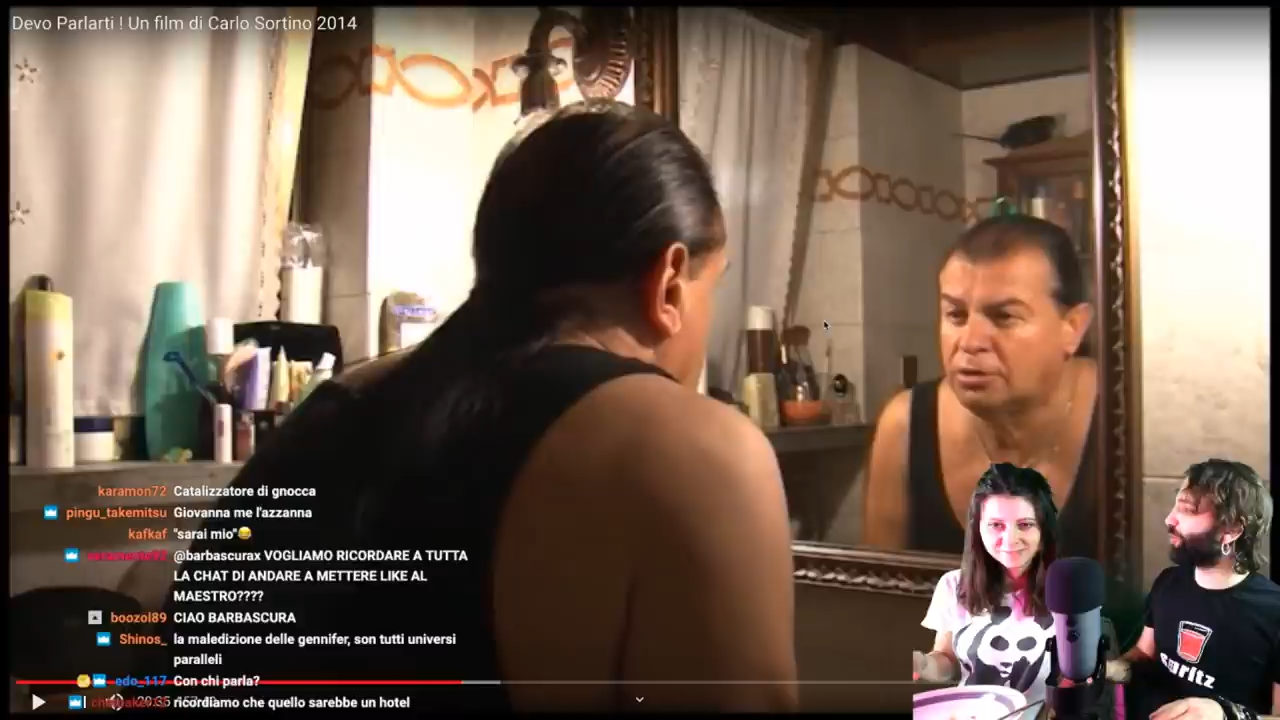 Devo Parlarti ! Un film di Carlo Sortino 2014
karamon72 Catalizzatore di gnocca
pingu_takemitsu Giovanna me l'azzanna
kafkaf "sarai mio"😂
@barbascurax VOGLIAMO RICORDARE A TUTTA
LA CHAT DI ANDARE A METTERE LIKE AL
MAESTRO????
boozol89 CIAO BARBASCURA
Shinos_ la maledizione delle gennifer, son tutti universi
paralleli
edo_117 Con chi parla?
ricordiamo che quello sarebbe un hotel